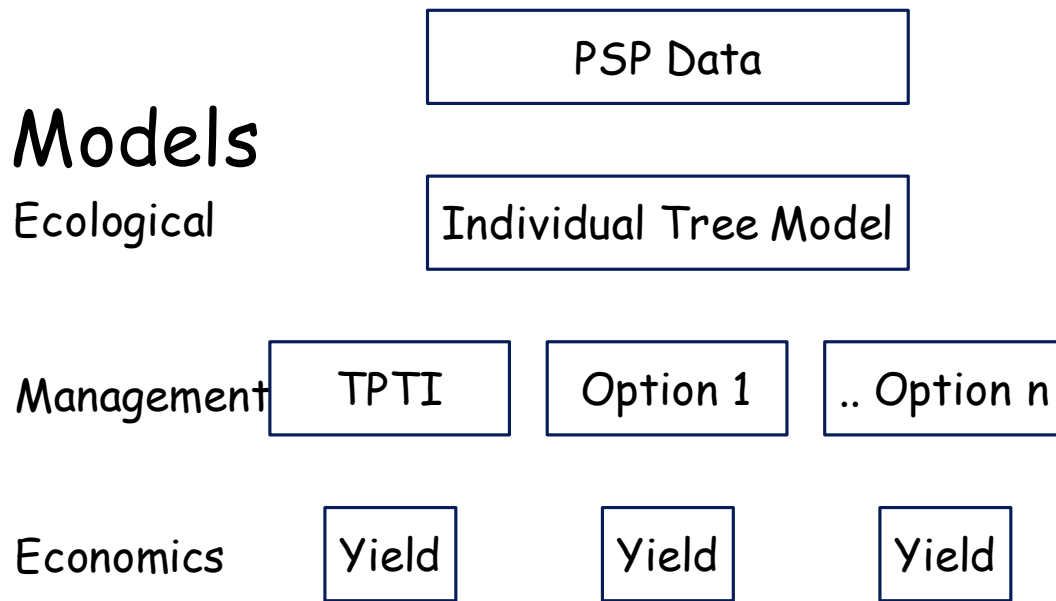 PSP Data
Models
Ecological
Individual Tree Model
Management
TPTI
Option 1
.. Option n
Economics
Yield
Yield
Yield